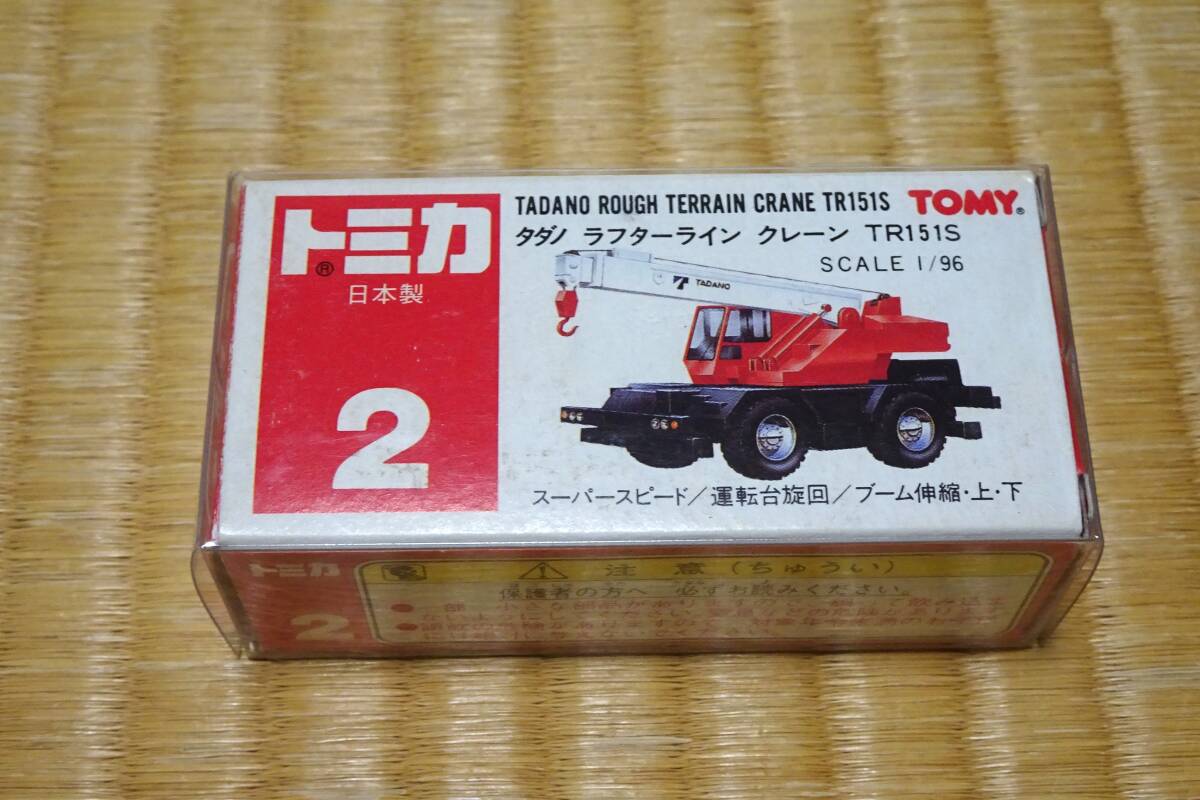 トミカ®
日本製
2
TADANO ROUGH TERRAIN CRANE TR151S TOMY®
タダノ ラフターライン クレーン TR151S
SCALE 1/96
TADANO
スーパースピード／運転台旋回／ブーム伸縮・上・下
トミカ
2
注意(ちゅうい)
保護者の方へ 必ずお読みください。